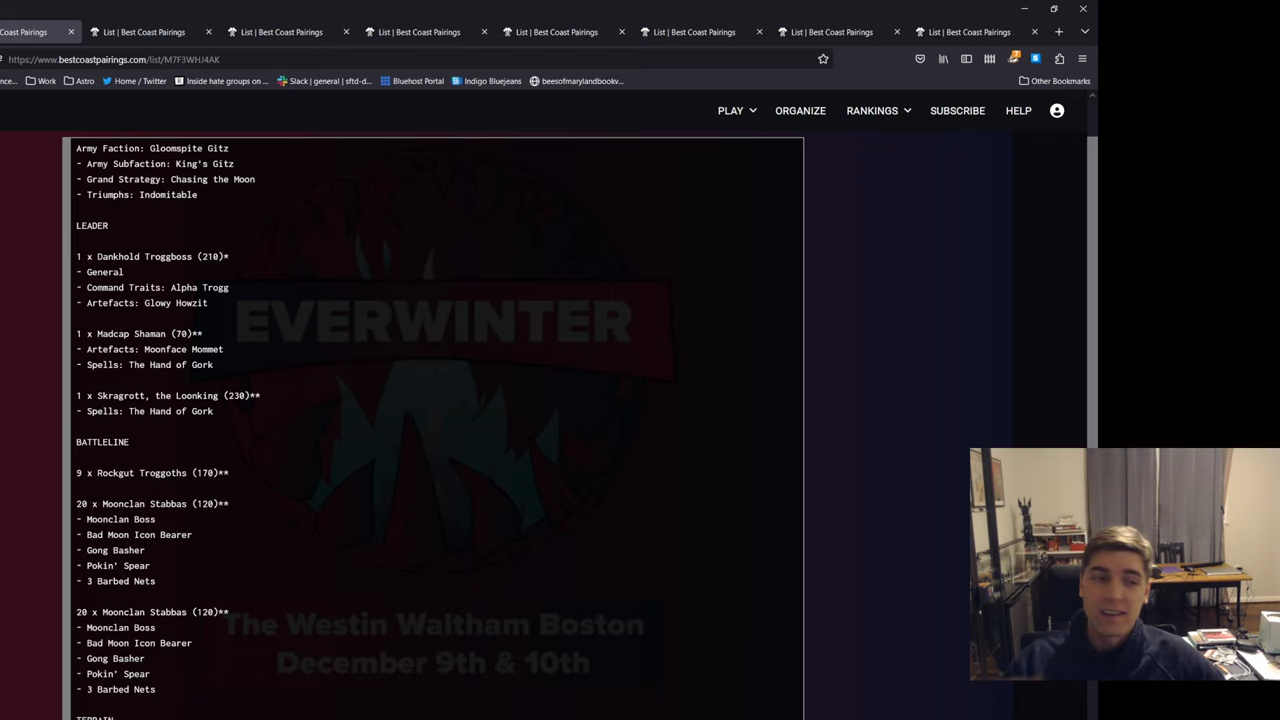 Coast Pairings
List | Best Coast Pairings
List | Best Coast Pairings
List | Best Coast Pairings
List | Best Coast Pairings
List | Best Coast Pairings
List | Best Coast Pairings
List | Best Coast Pairings
https://www.bestcoastpairings.com/list/M7F3WHJ4AK
Work
Astro
Home / Twitter
Inside hate groups on ...
Slack | general | sftd-d...
Bluehost Portal
Indigo Bluejeans
beesofmarylandbookv...
Other Bookmarks
PLAY
ORGANIZE
RANKINGS
SUBSCRIBE
HELP
Army Faction: Gloomspite Gitz
- Army Subfaction: King's Gitz
- Grand Strategy: Chasing the Moon
- Triumphs: Indomitable
LEADER
1 x Dankhold Troggboss (210)*
- General
- Command Traits: Alpha Trogg
- Artefacts: Glowy Howzit
1 x Madcap Shaman (70)**
- Artefacts: Moonface Mommet
- Spells: The Hand of Gork
1 x Skragrott, the Loonking (230)**
- Spells: The Hand of Gork
BATTLELINE
9 x Rockgut Troggoths (170)**
20 x Moonclan Stabbas (120)**
- Moonclan Boss
- Bad Moon Icon Bearer
- Gong Basher
- Pokin' Spear
- 3 Barbed Nets
20 x Moonclan Stabbas (120)**
- Moonclan Boss
- Bad Moon Icon Bearer
- Gong Basher
- Pokin' Spear
- 3 Barbed Nets
TERRAIN
EVERWINTER
The Westin Waltham Boston
December 9th & 10th